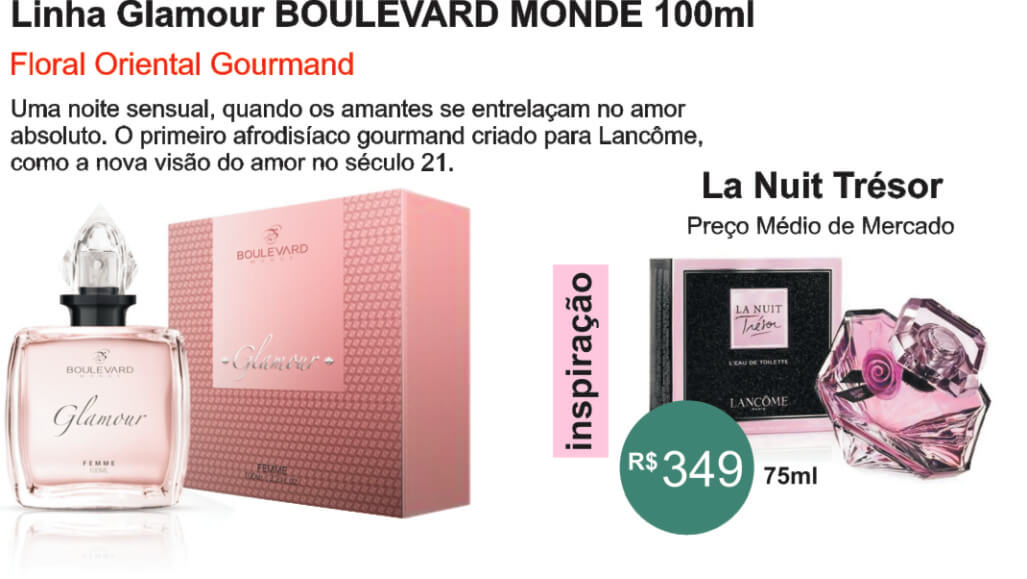 Linha Glamour BOULEVARD MONDE 100ml
Floral Oriental Gourmand
Uma noite sensual, quando os amantes se entrelaçam no amor
absoluto. O primeiro afrodisíaco gourmand criado para Lancôme,
como a nova visão do amor no século 21.
La Nuit Trésor
Preço Médio de Mercado
BOULEVARD
MONDE
Glamour
FEMME
BOULEVARD
MONDE
Glamour
FEMME
100ML
inspiração
LA NUIT
Trésor
L'EAU DE TOILETTE
LANCÔME
PARIS
R$349
75ml